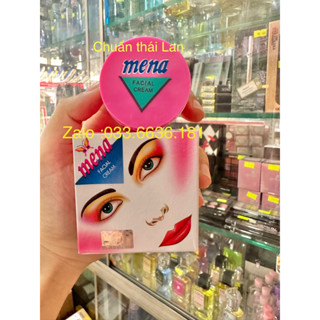 Chuẩn thái Lan
mena
FACIAL
CREAM
Zalo :033.6636.181
mena
FACIAL
CREAM